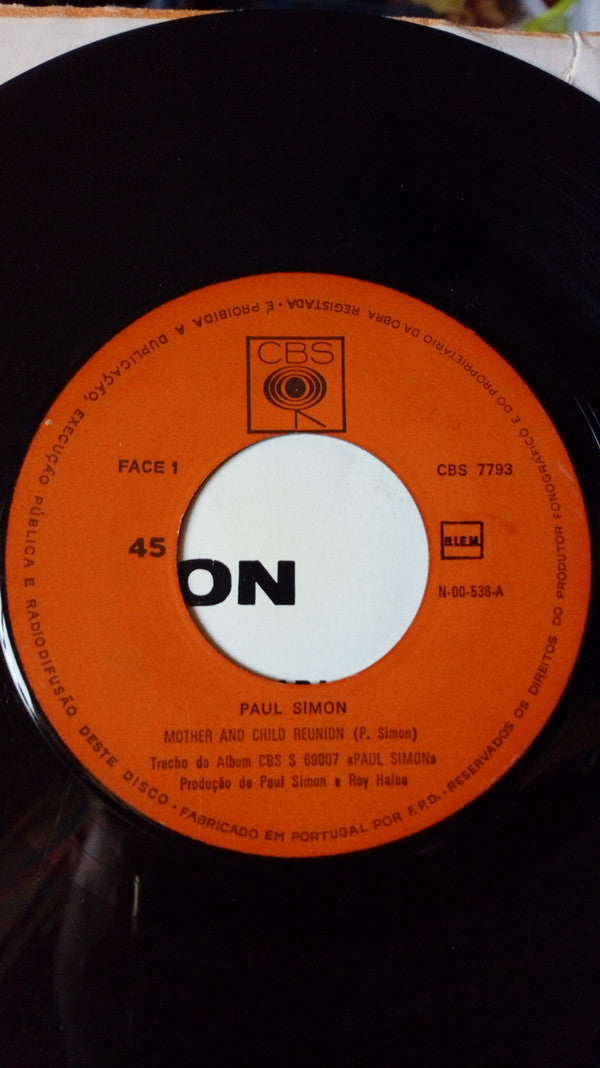 CBS
FACE 1
CBS 7793
45
B.I.E.M.
N-00-538-A
ON
PAUL SIMON
MOTHER AND CHILD REUNION (P. Simon)
Trecho do Album CBS S 69007 «PAUL SIMON»
Produção de Paul Simon e Roy Halee
FABRICADO EM PORTUGAL POR F.P.D. • RESERVADOS OS DIREITOS DO PRODUTOR FONOGRÁFICO E DO PROPRIETÁRIO DA OBRA REGISTADA • É PROIBIDA A DUPLICAÇÃO, EXECUÇÃO PÚBLICA E RADIODIFUSÃO DESTE DISCO •